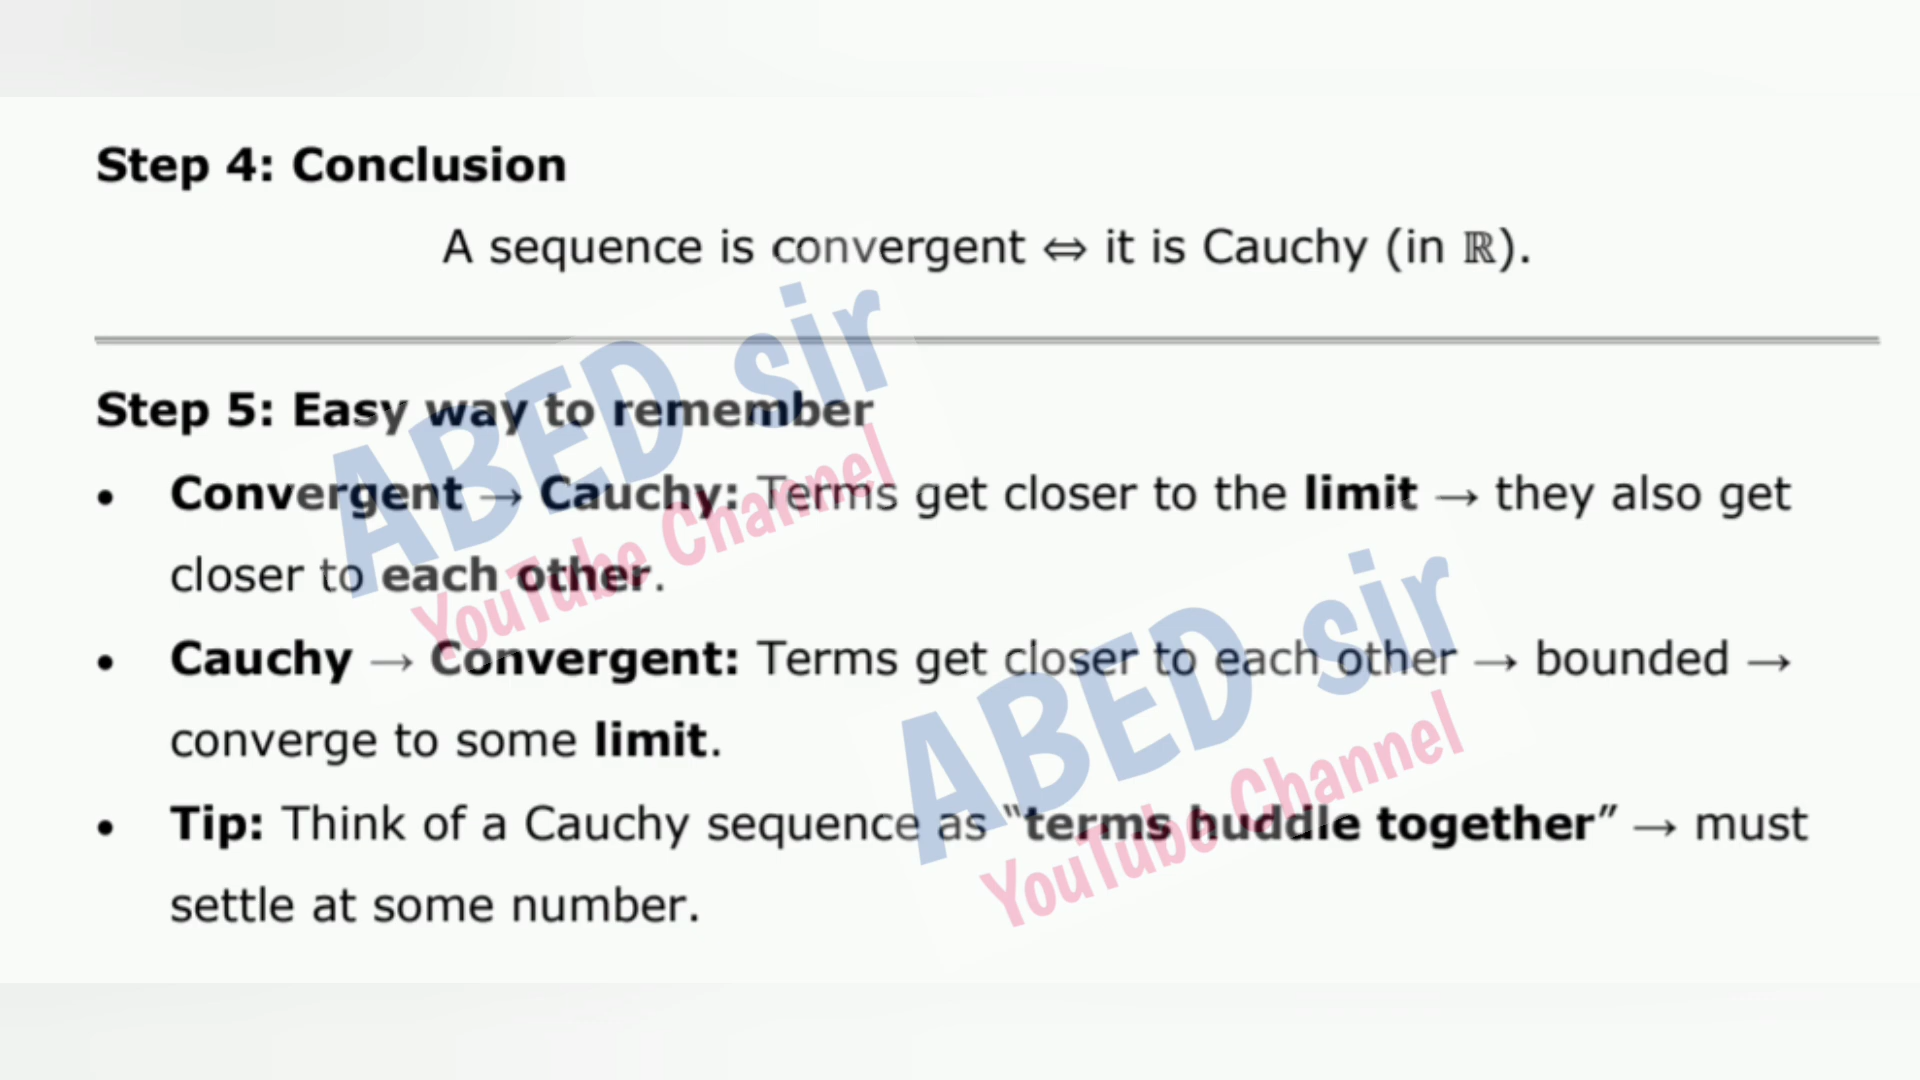 Step 4: Conclusion
A sequence is convergent ⇔ it is Cauchy (in ℝ).
Step 5: Easy way to remember
• Convergent → Cauchy: Terms get closer to the limit → they also get
closer to each other.
• Cauchy → Convergent: Terms get closer to each other → bounded →
converge to some limit.
• Tip: Think of a Cauchy sequence as “terms huddle together” → must
settle at some number.
ABED sir
YouTube Channel
ABED sir
YouTube Channel